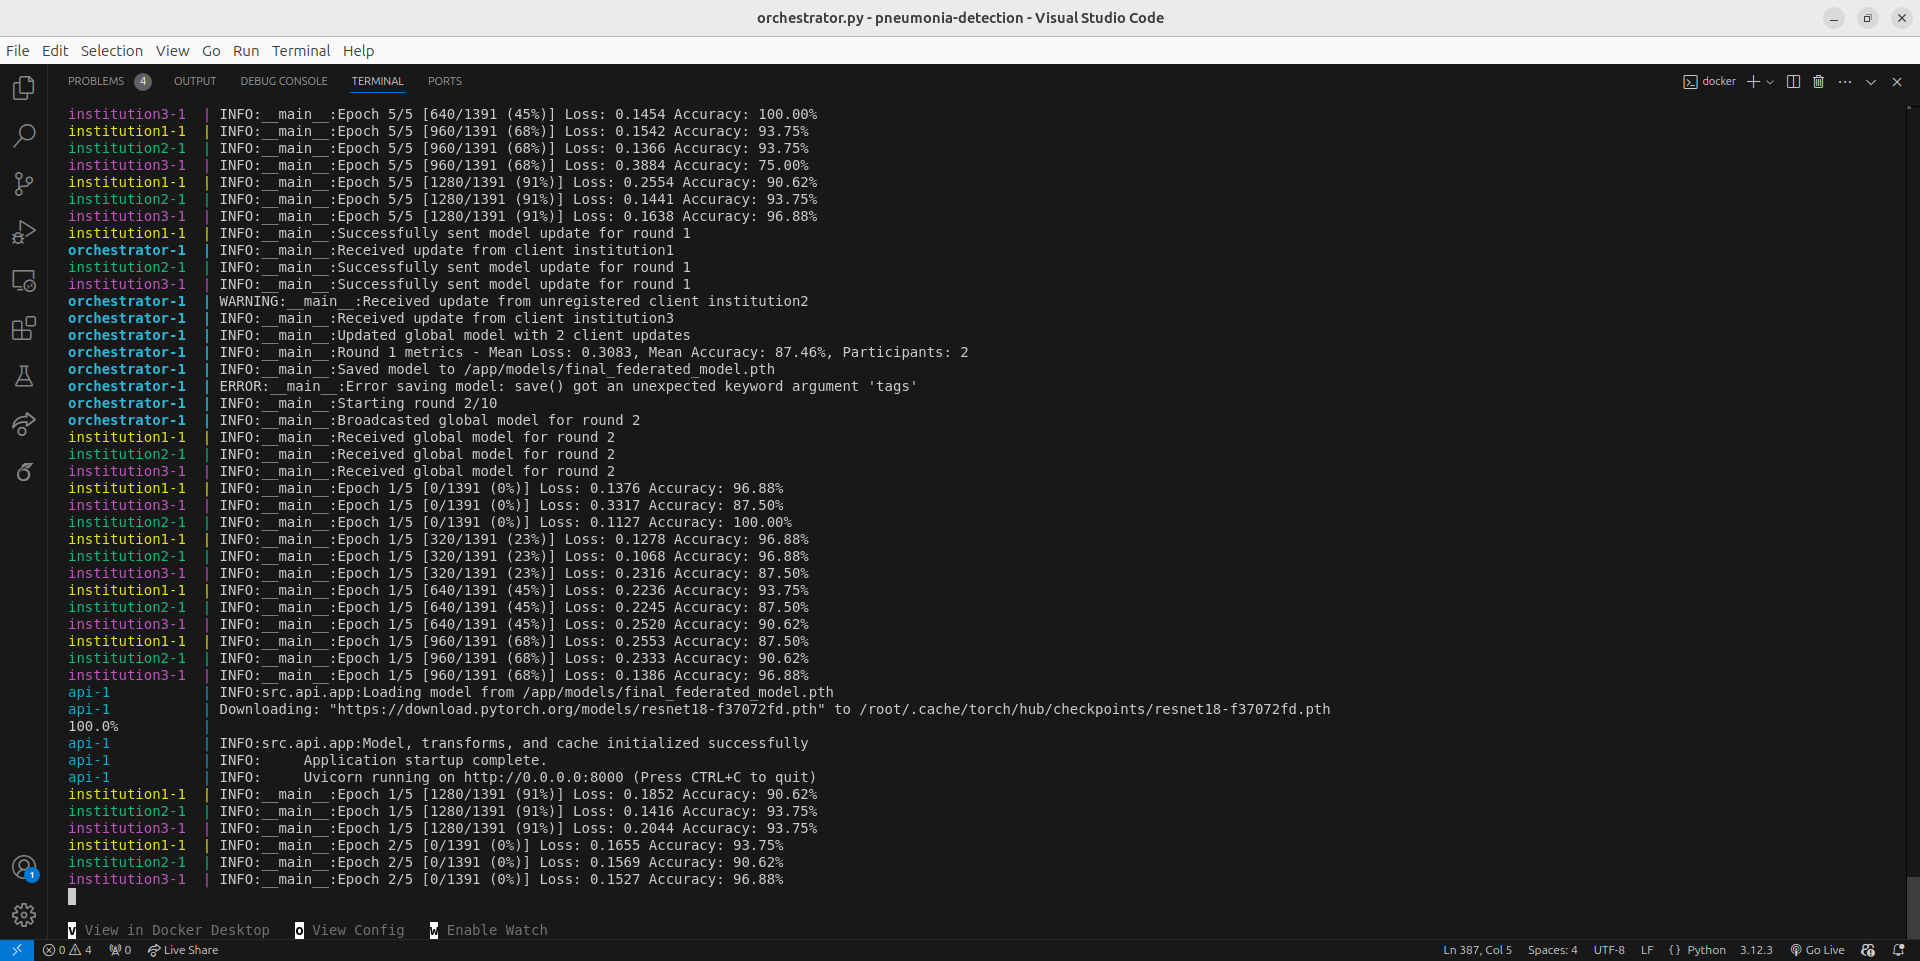 orchestrator.py - pneumonia-detection - Visual Studio Code
File Edit Selection View Go Run Terminal Help
PROBLEMS 4 OUTPUT DEBUG CONSOLE TERMINAL PORTS docker
institution3-1 | INFO:__main__:Epoch 5/5 [640/1391 (45%)] Loss: 0.1454 Accuracy: 100.00%
institution1-1 | INFO:__main__:Epoch 5/5 [960/1391 (68%)] Loss: 0.1542 Accuracy: 93.75%
institution2-1 | INFO:__main__:Epoch 5/5 [960/1391 (68%)] Loss: 0.1366 Accuracy: 93.75%
institution3-1 | INFO:__main__:Epoch 5/5 [960/1391 (68%)] Loss: 0.3884 Accuracy: 75.00%
institution1-1 | INFO:__main__:Epoch 5/5 [1280/1391 (91%)] Loss: 0.2554 Accuracy: 90.62%
institution2-1 | INFO:__main__:Epoch 5/5 [1280/1391 (91%)] Loss: 0.1441 Accuracy: 93.75%
institution3-1 | INFO:__main__:Epoch 5/5 [1280/1391 (91%)] Loss: 0.1638 Accuracy: 96.88%
institution1-1 | INFO:__main__:Successfully sent model update for round 1
orchestrator-1 | INFO:__main__:Received update from client institution1
institution2-1 | INFO:__main__:Successfully sent model update for round 1
institution3-1 | INFO:__main__:Successfully sent model update for round 1
orchestrator-1 | WARNING:__main__:Received update from unregistered client institution2
orchestrator-1 | INFO:__main__:Received update from client institution3
orchestrator-1 | INFO:__main__:Updated global model with 2 client updates
orchestrator-1 | INFO:__main__:Round 1 metrics - Mean Loss: 0.3083, Mean Accuracy: 87.46%, Participants: 2
orchestrator-1 | INFO:__main__:Saved model to /app/models/final_federated_model.pth
orchestrator-1 | ERROR:__main__:Error saving model: save() got an unexpected keyword argument 'tags'
orchestrator-1 | INFO:__main__:Starting round 2/10
orchestrator-1 | INFO:__main__:Broadcasted global model for round 2
institution1-1 | INFO:__main__:Received global model for round 2
institution2-1 | INFO:__main__:Received global model for round 2
institution3-1 | INFO:__main__:Received global model for round 2
institution1-1 | INFO:__main__:Epoch 1/5 [0/1391 (0%)] Loss: 0.1376 Accuracy: 96.88%
institution3-1 | INFO:__main__:Epoch 1/5 [0/1391 (0%)] Loss: 0.3317 Accuracy: 87.50%
institution2-1 | INFO:__main__:Epoch 1/5 [0/1391 (0%)] Loss: 0.1127 Accuracy: 100.00%
institution1-1 | INFO:__main__:Epoch 1/5 [320/1391 (23%)] Loss: 0.1278 Accuracy: 96.88%
institution2-1 | INFO:__main__:Epoch 1/5 [320/1391 (23%)] Loss: 0.1068 Accuracy: 96.88%
institution3-1 | INFO:__main__:Epoch 1/5 [320/1391 (23%)] Loss: 0.2316 Accuracy: 87.50%
institution1-1 | INFO:__main__:Epoch 1/5 [640/1391 (45%)] Loss: 0.2236 Accuracy: 93.75%
institution2-1 | INFO:__main__:Epoch 1/5 [640/1391 (45%)] Loss: 0.2245 Accuracy: 87.50%
institution3-1 | INFO:__main__:Epoch 1/5 [640/1391 (45%)] Loss: 0.2520 Accuracy: 90.62%
institution1-1 | INFO:__main__:Epoch 1/5 [960/1391 (68%)] Loss: 0.2553 Accuracy: 87.50%
institution2-1 | INFO:__main__:Epoch 1/5 [960/1391 (68%)] Loss: 0.2333 Accuracy: 90.62%
institution3-1 | INFO:__main__:Epoch 1/5 [960/1391 (68%)] Loss: 0.1386 Accuracy: 96.88%
api-1 | INFO:src.api.app:Loading model from /app/models/final_federated_model.pth
api-1 | Downloading: "https://download.pytorch.org/models/resnet18-f37072fd.pth" to /root/.cache/torch/hub/checkpoints/resnet18-f37072fd.pth
100.0% |
api-1 | INFO:src.api.app:Model, transforms, and cache initialized successfully
api-1 | INFO: Application startup complete.
api-1 | INFO: Uvicorn running on http://0.0.0.0:8000 (Press CTRL+C to quit)
institution1-1 | INFO:__main__:Epoch 1/5 [1280/1391 (91%)] Loss: 0.1852 Accuracy: 90.62%
institution2-1 | INFO:__main__:Epoch 1/5 [1280/1391 (91%)] Loss: 0.1416 Accuracy: 93.75%
institution3-1 | INFO:__main__:Epoch 1/5 [1280/1391 (91%)] Loss: 0.2044 Accuracy: 93.75%
institution1-1 | INFO:__main__:Epoch 2/5 [0/1391 (0%)] Loss: 0.1655 Accuracy: 93.75%
institution2-1 | INFO:__main__:Epoch 2/5 [0/1391 (0%)] Loss: 0.1569 Accuracy: 90.62%
institution3-1 | INFO:__main__:Epoch 2/5 [0/1391 (0%)] Loss: 0.1527 Accuracy: 96.88%
v View in Docker Desktop o View Config w Enable Watch
1
0 4 0 Live Share Ln 387, Col 5 Spaces: 4 UTF-8 LF {} Python 3.12.3 Go Live